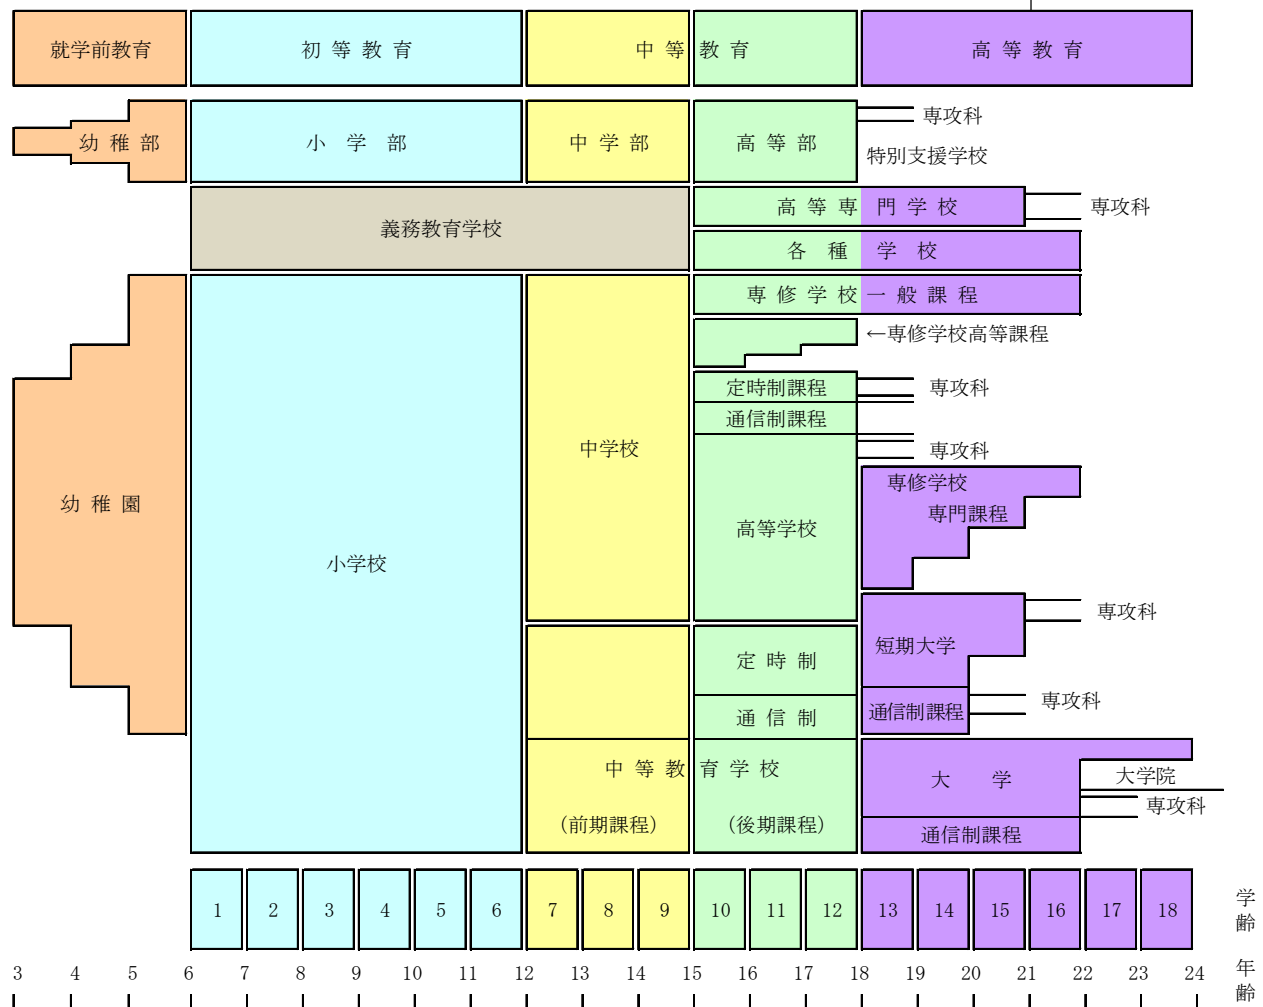 就学前教育
初等教育
中等教育
高等教育
幼稚部
小学部
中学部
高等部
専攻科
特別支援学校
義務教育学校
高等専門学校
専攻科
各種学校
専修学校一般課程
←専修学校高等課程
定時制課程
専攻科
通信制課程
中学校
専攻科
専修学校
専門課程
幼稚園
高等学校
小学校
専攻科
短期大学
定時制
専攻科
通信制
通信制課程
中等教育学校
大学
大学院
専攻科
(前期課程)
(後期課程)
通信制課程
1 2 3 4 5 6 7 8 9 10 11 12 13 14 15 16 17 18
学齢
3 4 5 6 7 8 9 10 11 12 13 14 15 16 17 18 19 20 21 22 23 24
年齢